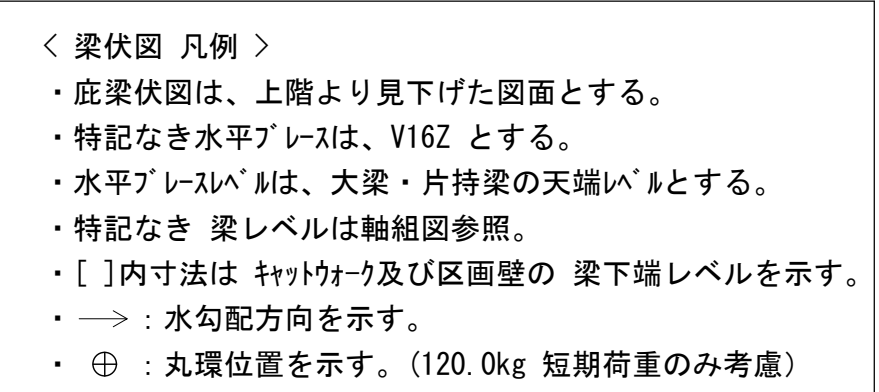 < 梁伏図 凡例 >
・庇梁伏図は、上階より見下げた図面とする。
・特記なき水平ﾌﾞﾚｰｽは、V16Z とする。
・水平ﾌﾞﾚｰｽﾚﾍﾞﾙは、大梁・片持梁の天端ﾚﾍﾞﾙとする。
・特記なき 梁レベルは軸組図参照。
・[ ]内寸法は ｷｬｯﾄｳｫｰｸ及び区画壁の 梁下端レベルを示す。
・ → : 水勾配方向を示す。
・ ⊕ : 丸環位置を示す。(120.0kg 短期荷重のみ考慮)